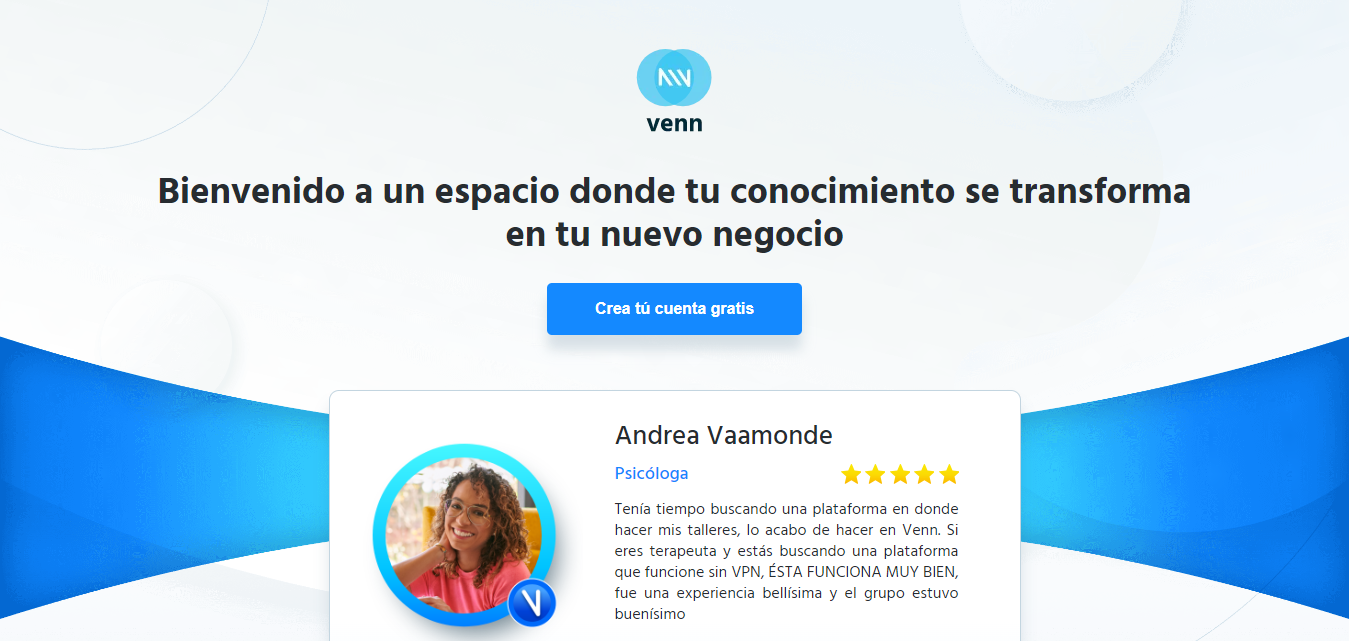 venn
Bienvenido a un espacio donde tu conocimiento se transforma
en tu nuevo negocio
Crea tú cuenta gratis
Andrea Vaamonde
Psicóloga
Tenía tiempo buscando una plataforma en donde
hacer mis talleres, lo acabo de hacer en Venn. Si
eres terapeuta y estás buscando una plataforma
que funcione sin VPN, ÉSTA FUNCIONA MUY BIEN,
fue una experiencia bellísima y el grupo estuvo
buenísimo